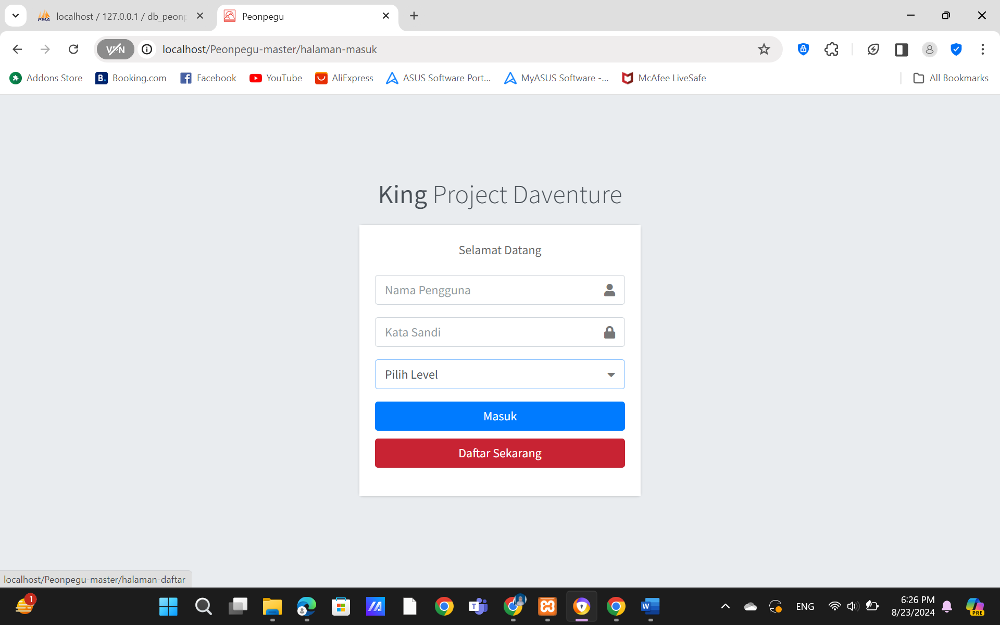 localhost / 127.0.0.1 / db_peonp
Peonpegu
VPN
localhost/Peonpegu-master/halaman-masuk
Addons Store
Booking.com
Facebook
YouTube
AliExpress
ASUS Software Port...
MyASUS Software -...
McAfee LiveSafe
All Bookmarks
King Project Daventure
Selamat Datang
Nama Pengguna
Kata Sandi
Pilih Level
Masuk
Daftar Sekarang
localhost/Peonpegu-master/halaman-daftar
1
ENG
6:26 PM
8/23/2024
PRE